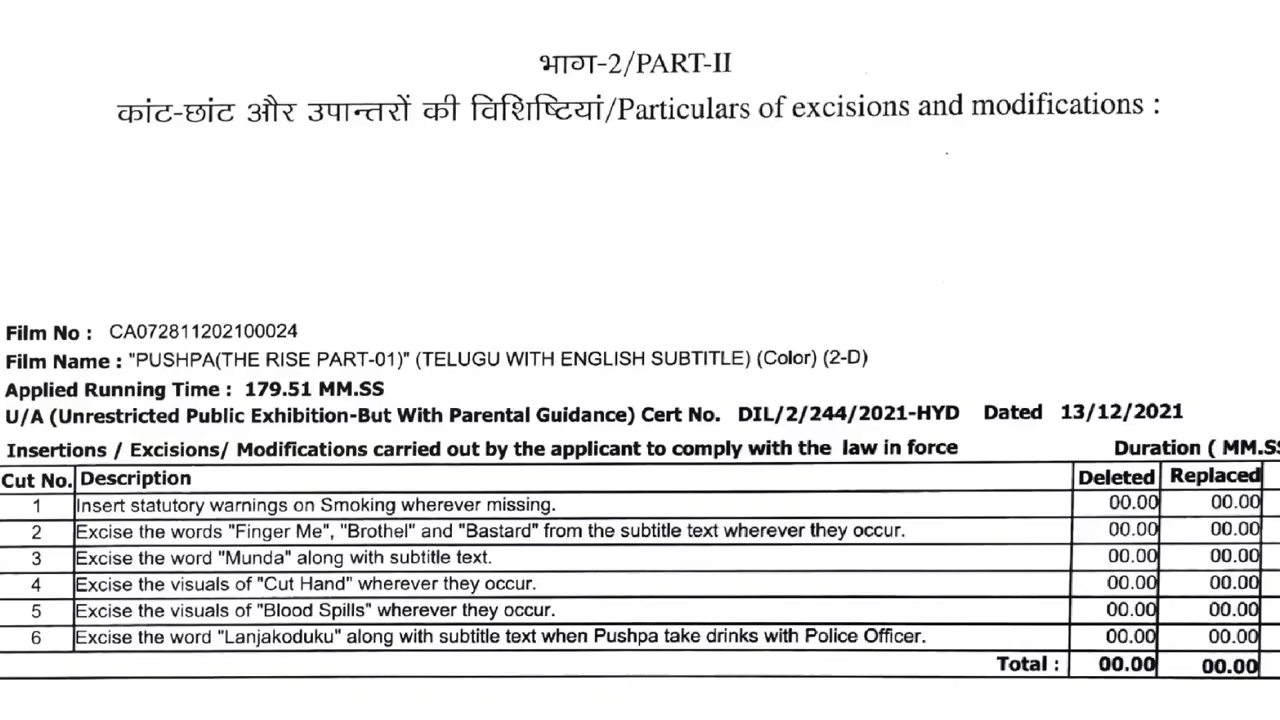 भाग-2/PART-II
कांट-छांट और उपान्तरों की विशिष्टियां/Particulars of excisions and modifications :
Film No : CA072811202100024
Film Name : "PUSHPA(THE RISE PART-01)" (TELUGU WITH ENGLISH SUBTITLE) (Color) (2-D)
Applied Running Time : 179.51 MM.SS
U/A (Unrestricted Public Exhibition-But With Parental Guidance) Cert No. DIL/2/244/2021-HYD Dated 13/12/2021
Insertions / Excisions/ Modifications carried out by the applicant to comply with the law in force Duration ( MM.SS
Cut No. Description Deleted Replaced
1 Insert statutory warnings on Smoking wherever missing. 00.00 00.00
2 Excise the words "Finger Me", "Brothel" and "Bastard" from the subtitle text wherever they occur. 00.00 00.00
3 Excise the word "Munda" along with subtitle text. 00.00 00.00
4 Excise the visuals of "Cut Hand" wherever they occur. 00.00 00.00
5 Excise the visuals of "Blood Spills" wherever they occur. 00.00 00.00
6 Excise the word "Lanjakoduku" along with subtitle text when Pushpa take drinks with Police Officer. 00.00 00.00
Total : 00.00 00.00